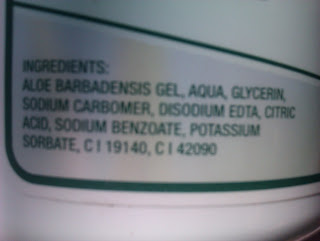 INGREDIENTS:
ALOE BARBADENSIS GEL, AQUA, GLYCERIN,
SODIUM CARBOMER, DISODIUM EDTA, CITRIC
ACID, SODIUM BENZOATE, POTASSIUM
SORBATE, C I 19140, C I 42090